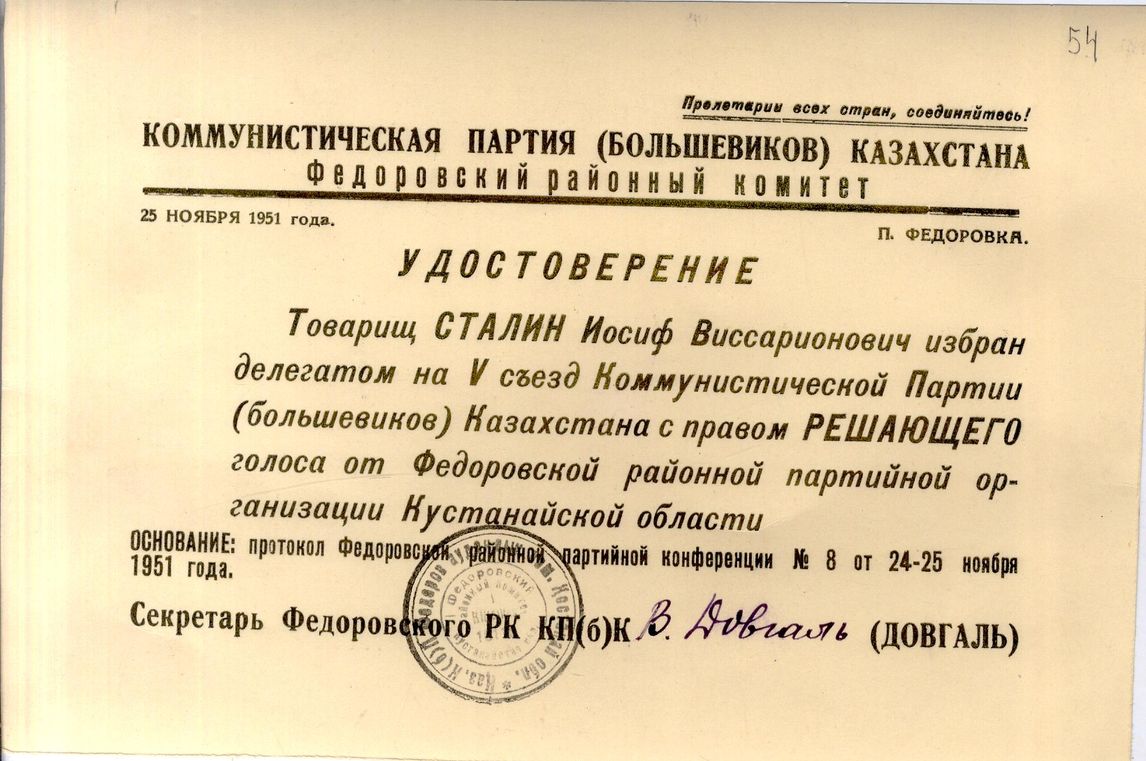 54
Пролетарии всех стран, соединяйтесь!
КОММУНИСТИЧЕСКАЯ ПАРТИЯ (БОЛЬШЕВИКОВ) КАЗАХСТАНА
Федоровский районный комитет
25 НОЯБРЯ 1951 года.
П. ФЕДОРОВКА.
УДОСТОВЕРЕНИЕ
Товарищ СТАЛИН Иосиф Виссарионович избран
делегатом на V съезд Коммунистической Партии
(большевиков) Казахстана с правом РЕШАЮЩЕГО
голоса от Федоровской районной партийной ор-
ганизации Кустанайской области
ОСНОВАНИЕ: протокол Федоровской районной партийной конференции № 8 от 24-25 ноября
1951 года.
Секретарь Федоровского РК КП(б)К В. Довгаль (ДОВГАЛЬ)
Федоровский